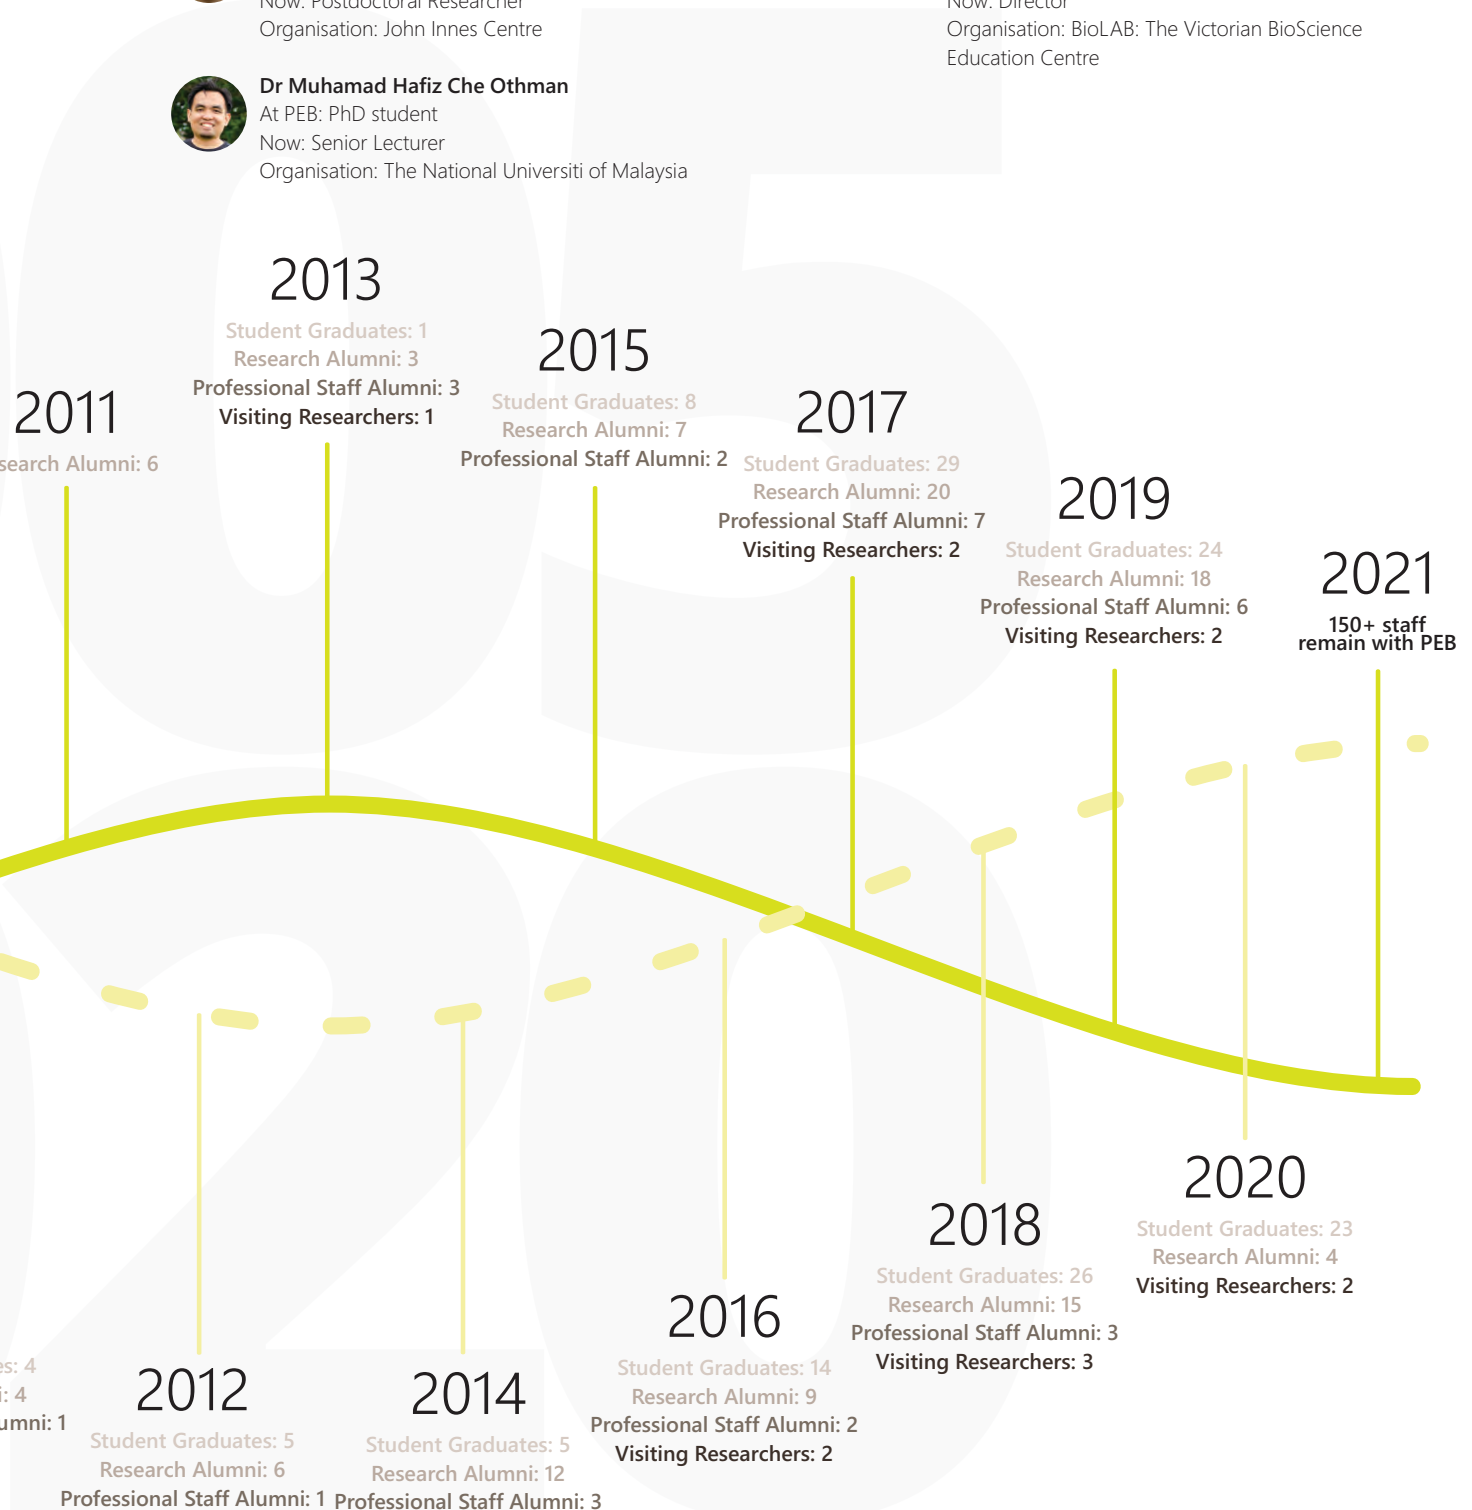 Now: Postdoctoral Researcher
Organisation: John Innes Centre
Now: Director
Organisation: BioLAB: The Victorian BioScience
Education Centre
Dr Muhamad Hafiz Che Othman
At PEB: PhD student
Now: Senior Lecturer
Organisation: The National Universiti of Malaysia
2011
search Alumni: 6
2013
Student Graduates: 1
Research Alumni: 3
Professional Staff Alumni: 3
Visiting Researchers: 1
2015
Student Graduates: 8
Research Alumni: 7
Professional Staff Alumni: 2
2017
Student Graduates: 29
Research Alumni: 20
Professional Staff Alumni: 7
Visiting Researchers: 2
2019
Student Graduates: 24
Research Alumni: 18
Professional Staff Alumni: 6
Visiting Researchers: 2
2021
150+ staff
remain with PEB
es: 4
i: 4
umni: 1
2012
Student Graduates: 5
Research Alumni: 6
Professional Staff Alumni: 1
2014
Student Graduates: 5
Research Alumni: 12
Professional Staff Alumni: 3
2016
Student Graduates: 14
Research Alumni: 9
Professional Staff Alumni: 2
Visiting Researchers: 2
2018
Student Graduates: 26
Research Alumni: 15
Professional Staff Alumni: 3
Visiting Researchers: 3
2020
Student Graduates: 23
Research Alumni: 4
Visiting Researchers: 2